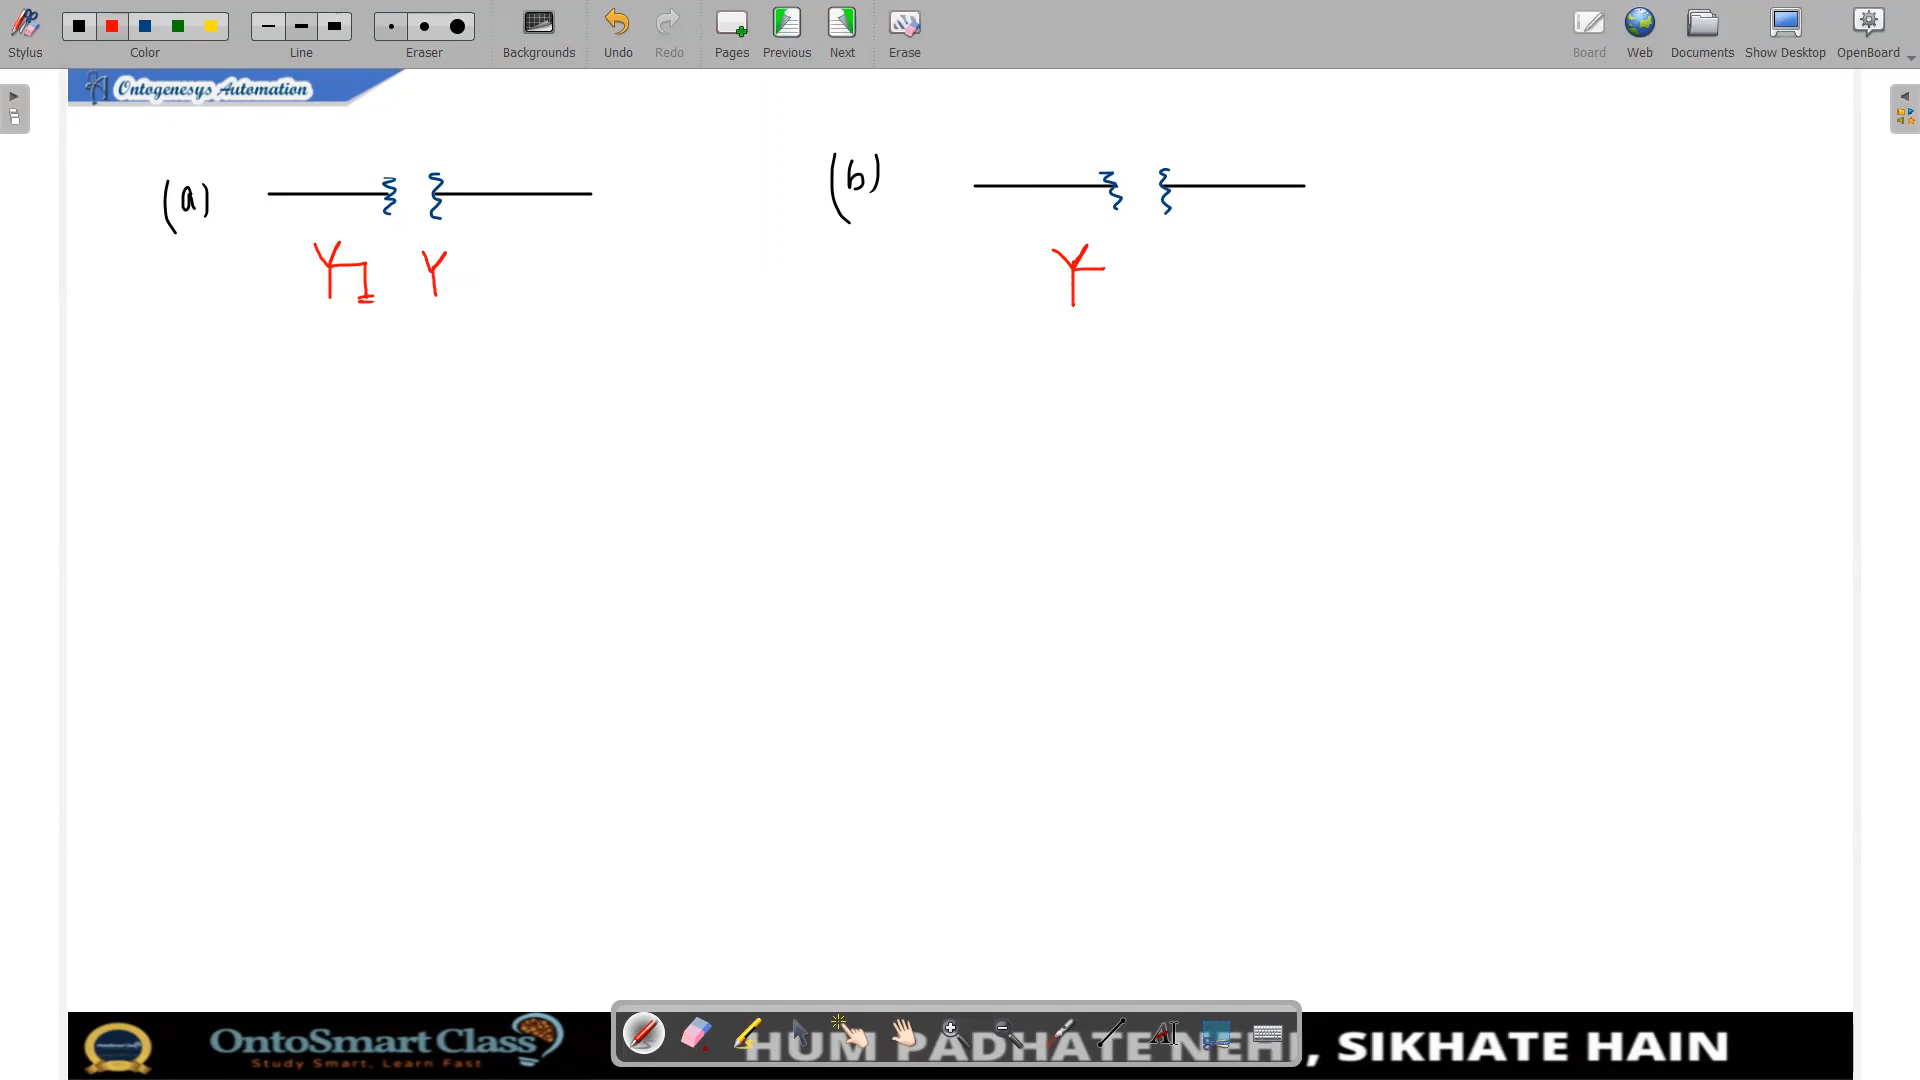 Stylus
Color
Line
Eraser
Backgrounds
Undo
Redo
Pages
Previous
Next
Erase
Board
Web
Documents
Show Desktop
OpenBoard
Ontogenesys Automation
(a)
(b)
Y Y
Y
OntoSmart Class
Study Smart, Learn Fast
HUM PADHATE NEHI, SIKHATE HAIN